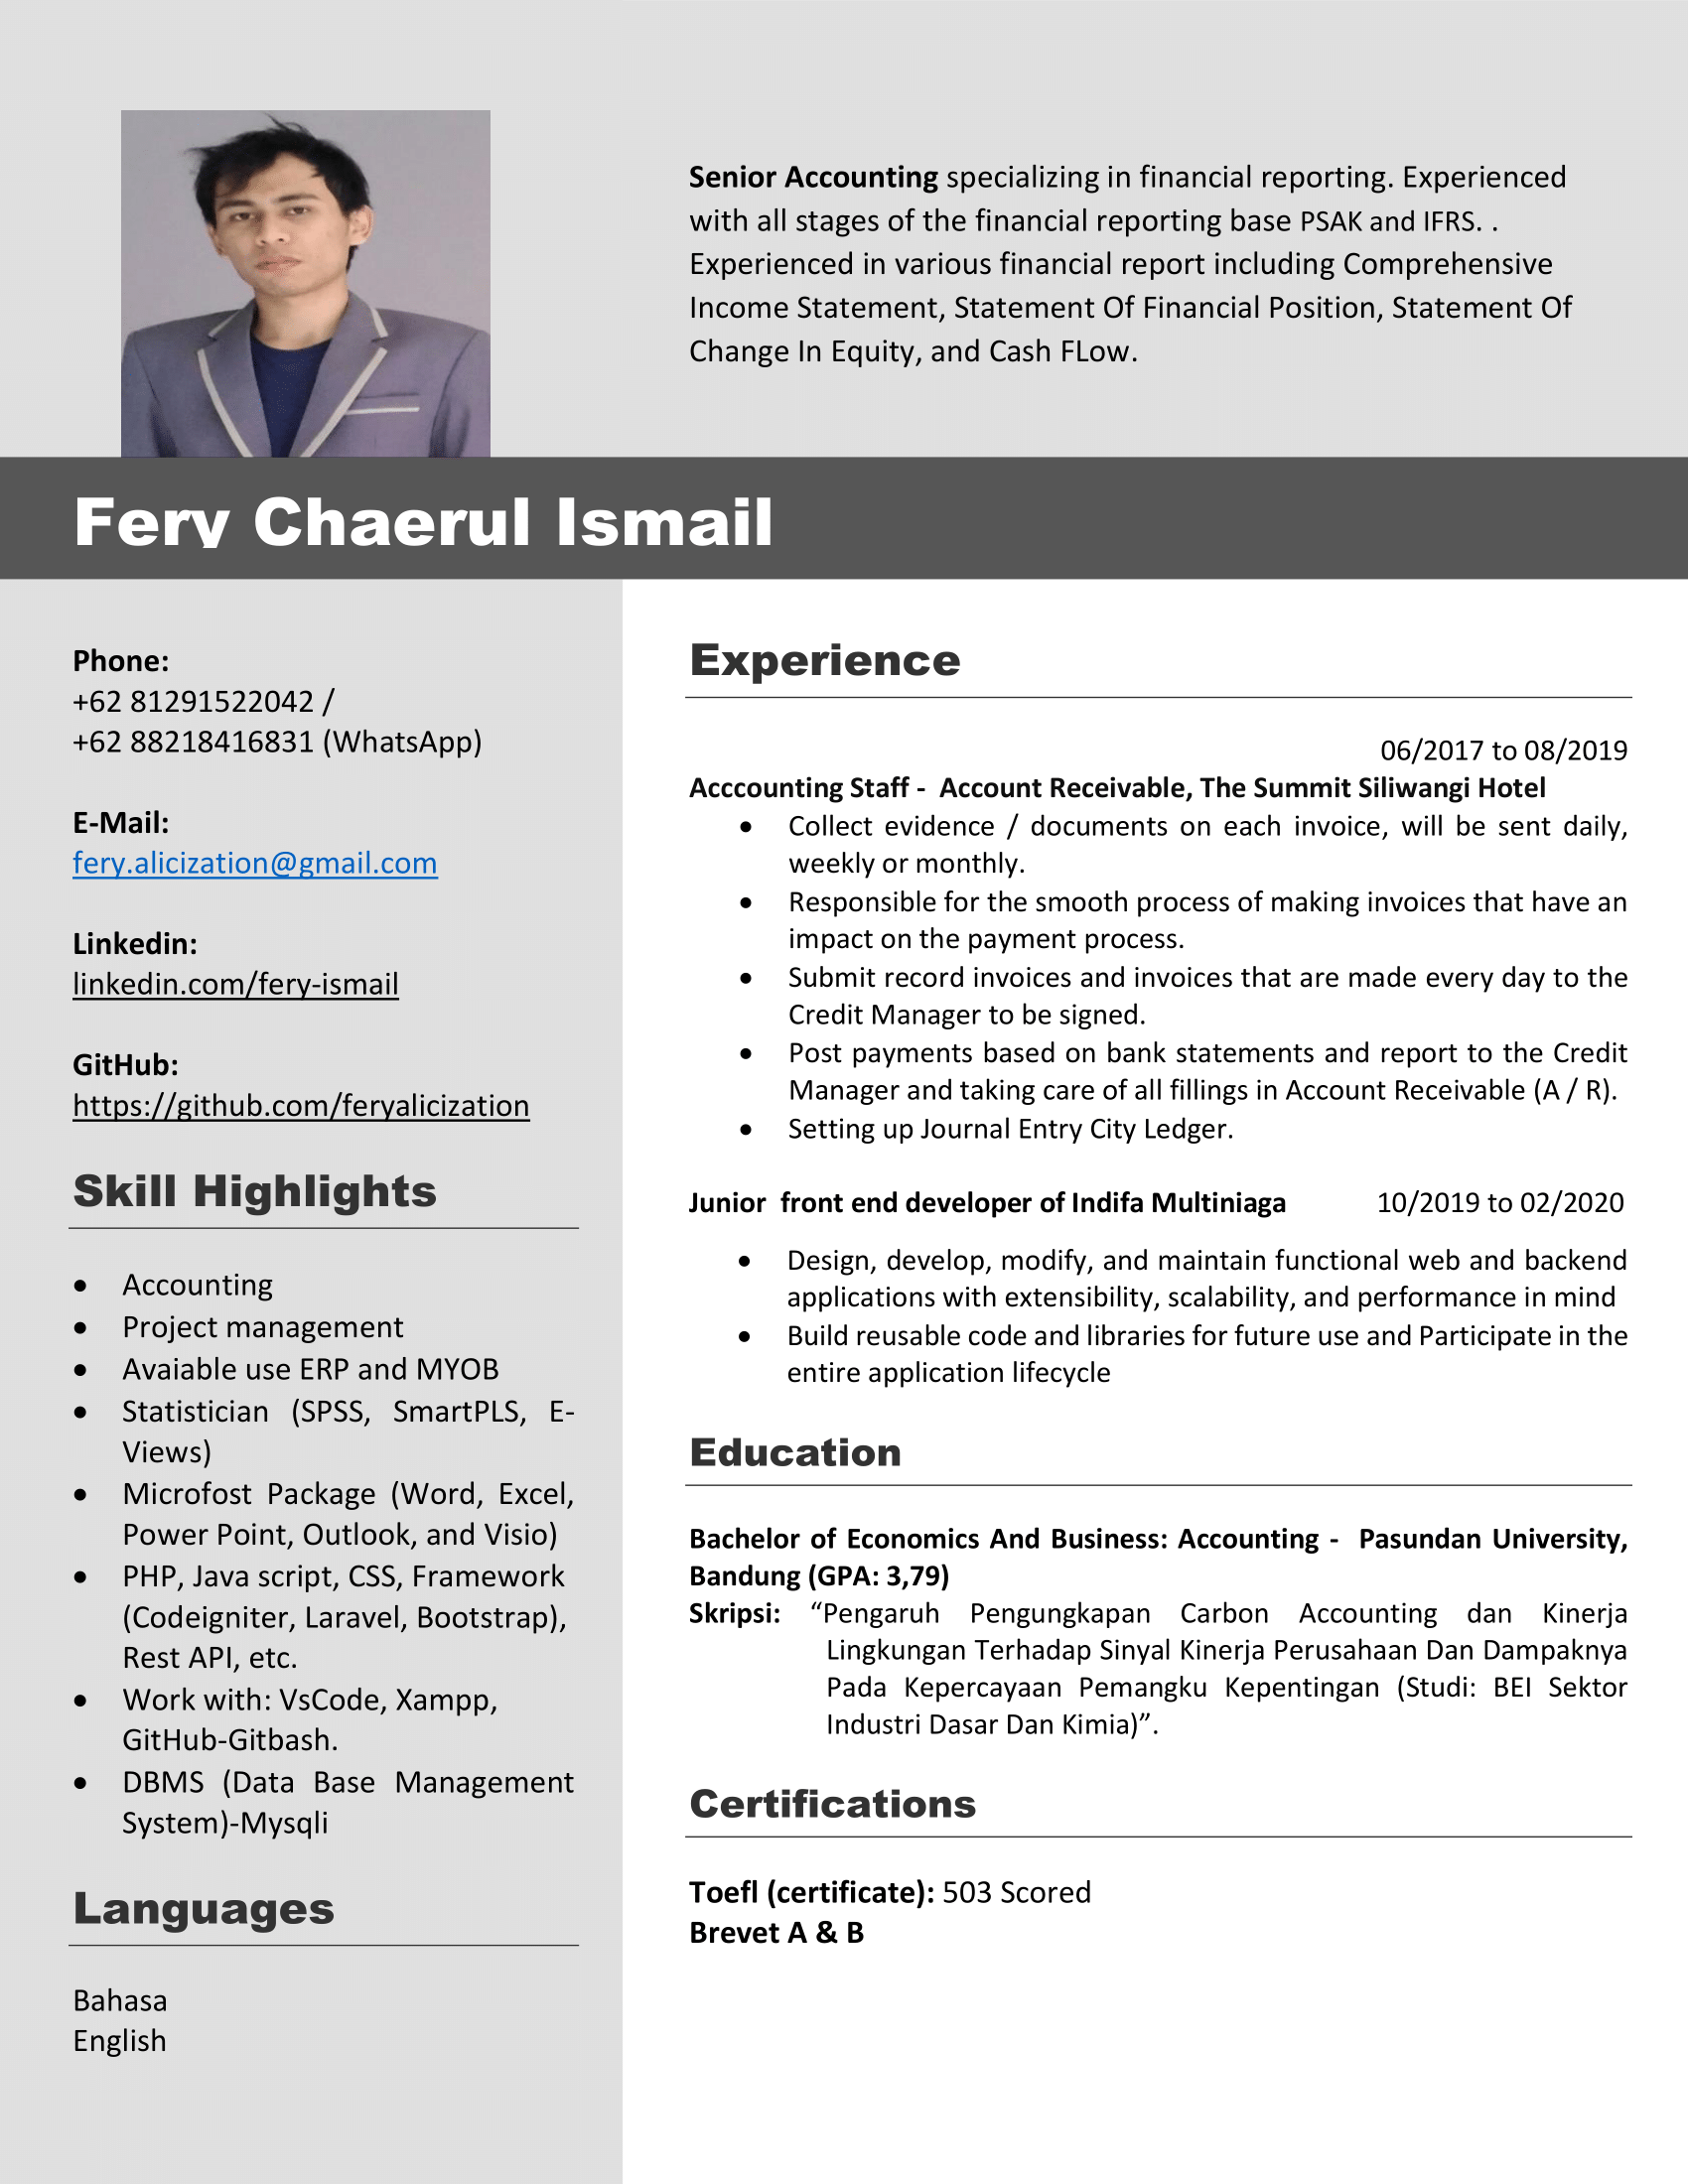 Senior Accounting specializing in financial reporting. Experienced
with all stages of the financial reporting base PSAK and IFRS. .
Experienced in various financial report including Comprehensive
Income Statement, Statement Of Financial Position, Statement Of
Change In Equity, and Cash FLow.
Fery Chaerul Ismail
Phone:
+62 81291522042 /
+62 88218416831 (WhatsApp)
E-Mail:
fery.alicization@gmail.com
Linkedin:
linkedin.com/fery-ismail
GitHub:
https://github.com/feryalicization
Skill Highlights
• Accounting
• Project management
• Avaiable use ERP and MYOB
• Statistician (SPSS, SmartPLS, E-
Views)
• Microfost Package (Word, Excel,
Power Point, Outlook, and Visio)
• PHP, Java script, CSS, Framework
(Codeigniter, Laravel, Bootstrap),
Rest API, etc.
• Work with: VsCode, Xampp,
GitHub-Gitbash.
• DBMS (Data Base Management
System)-Mysqli
Languages
Bahasa
English
Experience
06/2017 to 08/2019
Acccounting Staff - Account Receivable, The Summit Siliwangi Hotel
• Collect evidence / documents on each invoice, will be sent daily,
weekly or monthly.
• Responsible for the smooth process of making invoices that have an
impact on the payment process.
• Submit record invoices and invoices that are made every day to the
Credit Manager to be signed.
• Post payments based on bank statements and report to the Credit
Manager and taking care of all fillings in Account Receivable (A / R).
• Setting up Journal Entry City Ledger.
Junior front end developer of Indifa Multiniaga 10/2019 to 02/2020
• Design, develop, modify, and maintain functional web and backend
applications with extensibility, scalability, and performance in mind
• Build reusable code and libraries for future use and Participate in the
entire application lifecycle
Education
Bachelor of Economics And Business: Accounting - Pasundan University,
Bandung (GPA: 3,79)
Skripsi: “Pengaruh Pengungkapan Carbon Accounting dan Kinerja
Lingkungan Terhadap Sinyal Kinerja Perusahaan Dan Dampaknya
Pada Kepercayaan Pemangku Kepentingan (Studi: BEI Sektor
Industri Dasar Dan Kimia)”.
Certifications
Toefl (certificate): 503 Scored
Brevet A & B